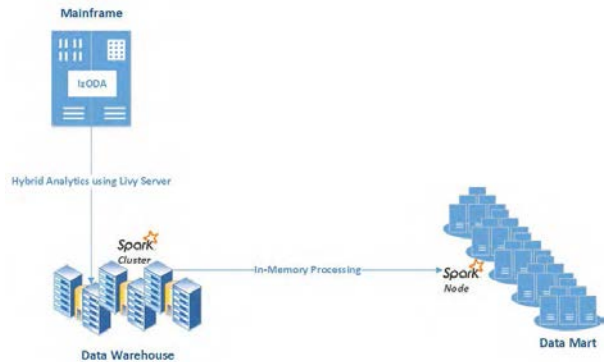 Mainframe
IzODA
Hybrid Analytics using Livy Server
Spark
Cluster
In-Memory Processing
Spark
Node
Data Warehouse
Data Mart